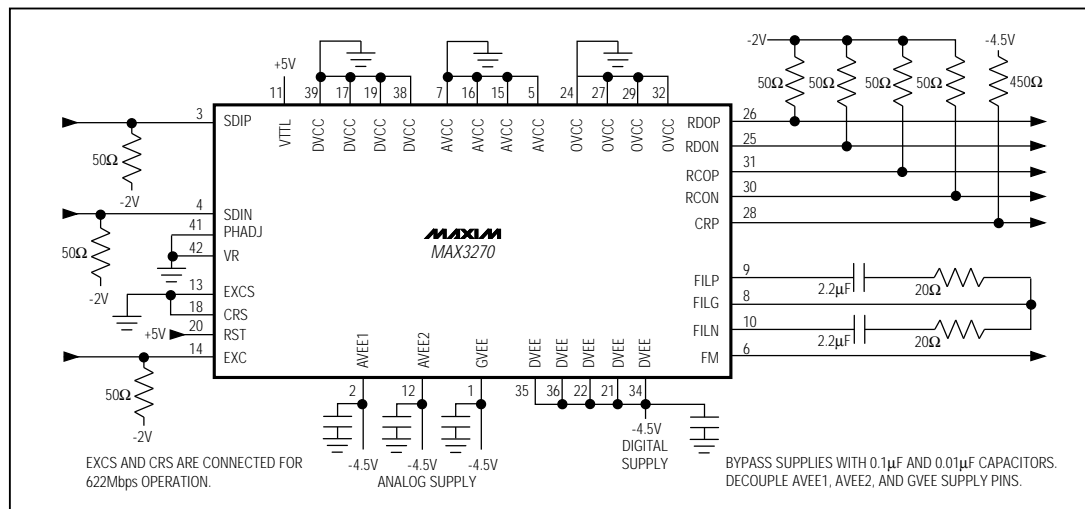 +5V
11
39
17
19
38
7
16
15
5
24
27
29
32
VTTL
DVCC
DVCC
DVCC
DVCC
AVCC
AVCC
AVCC
AVCC
OVCC
OVCC
OVCC
OVCC
-2V
-4.5V
50Ω
50Ω
50Ω
50Ω
450Ω
3
SDIP
50Ω
-2V
4
SDIN
41
PHADJ
42
VR
50Ω
-2V
13
EXCS
18
CRS
+5V
20
RST
14
EXC
50Ω
-2V
MAXIM
MAX3270
RDOP
26
RDON
25
RCOP
31
RCON
30
CRP
28
FILP
9
2.2µF
20Ω
FILG
8
FILN
10
2.2µF
20Ω
FM
6
AVEE1
AVEE2
GVEE
DVEE
DVEE
DVEE
DVEE
DVEE
2
12
1
35
36
22
21
34
-4.5V
-4.5V
-4.5V
ANALOG SUPPLY
-4.5V
DIGITAL
SUPPLY
EXCS AND CRS ARE CONNECTED FOR
622Mbps OPERATION.
BYPASS SUPPLIES WITH 0.1µF AND 0.01µF CAPACITORS.
DECOUPLE AVEE1, AVEE2, AND GVEE SUPPLY PINS.